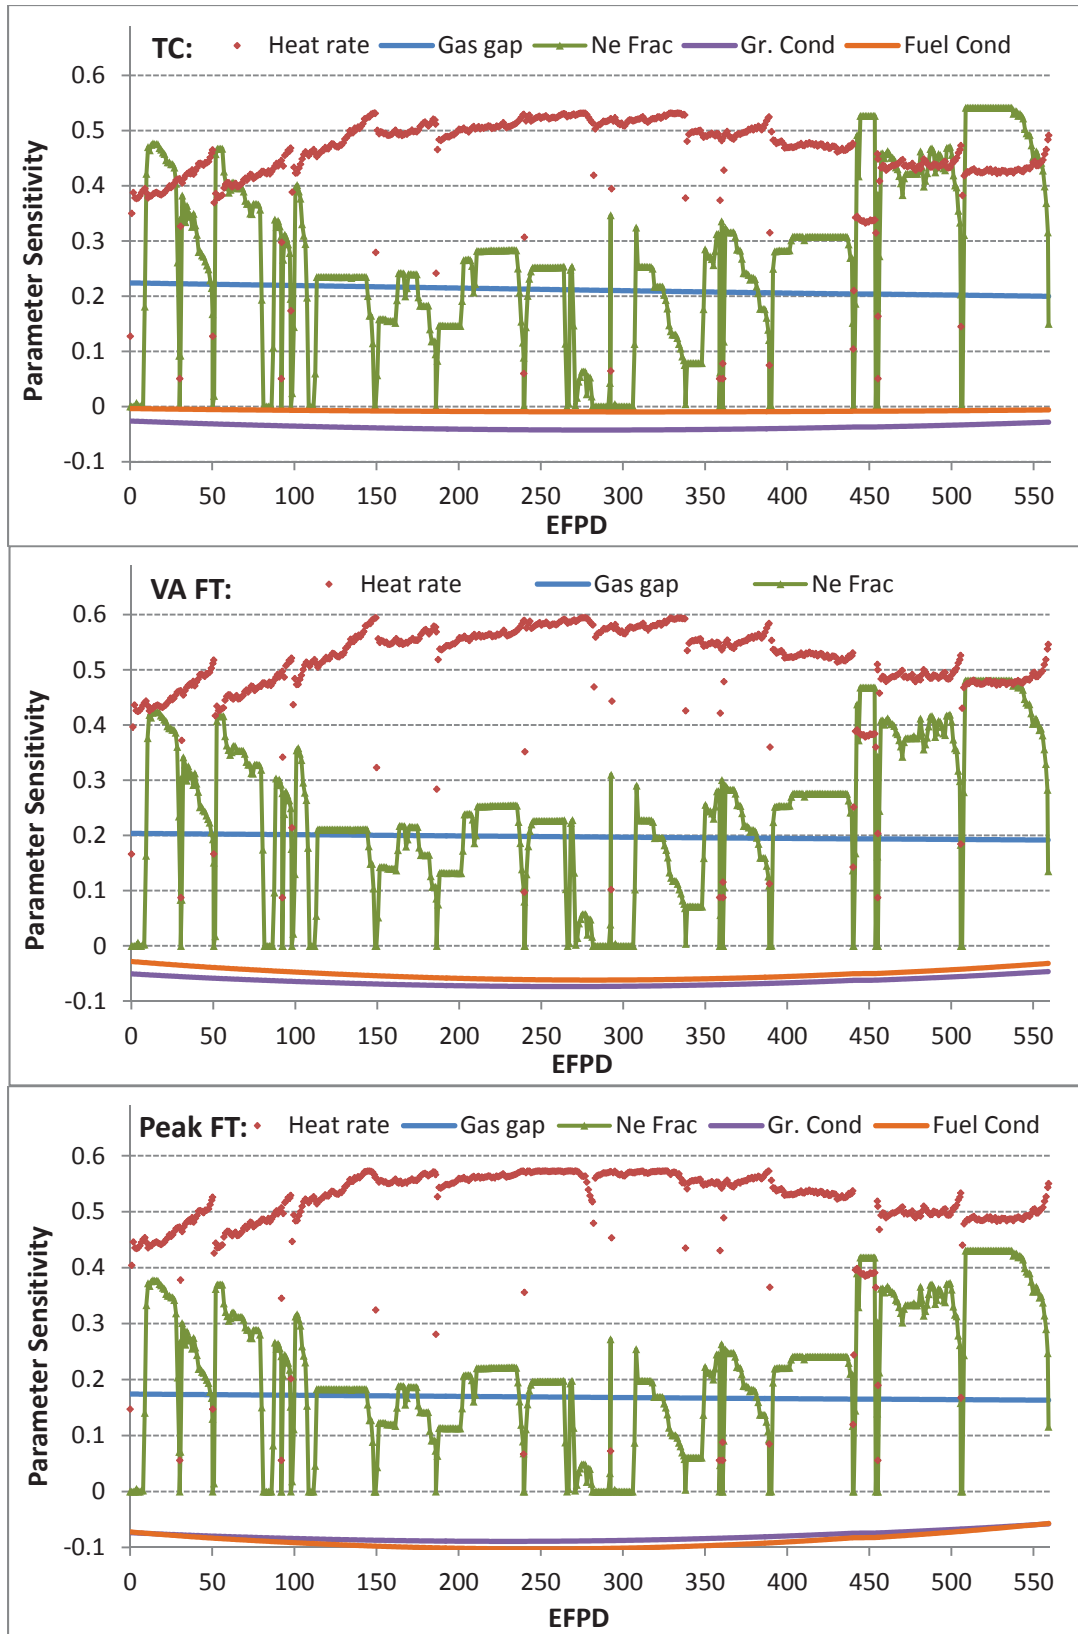 TC: Heat rate Gas gap Ne Frac Gr. Cond Fuel Cond
Parameter Sensitivity
0.6
0.5
0.4
0.3
0.2
0.1
0
-0.1
0 50 100 150 200 250 300 350 400 450 500 550
EFPD
VA FT: Heat rate Gas gap Ne Frac
Parameter Sensitivity
0.6
0.5
0.4
0.3
0.2
0.1
0
-0.1
0 50 100 150 200 250 300 350 400 450 500 550
EFPD
Peak FT: Heat rate Gas gap Ne Frac Gr. Cond Fuel Cond
Parameter Sensitivity
0.6
0.5
0.4
0.3
0.2
0.1
0
-0.1
0 50 100 150 200 250 300 350 400 450 500 550
EFPD